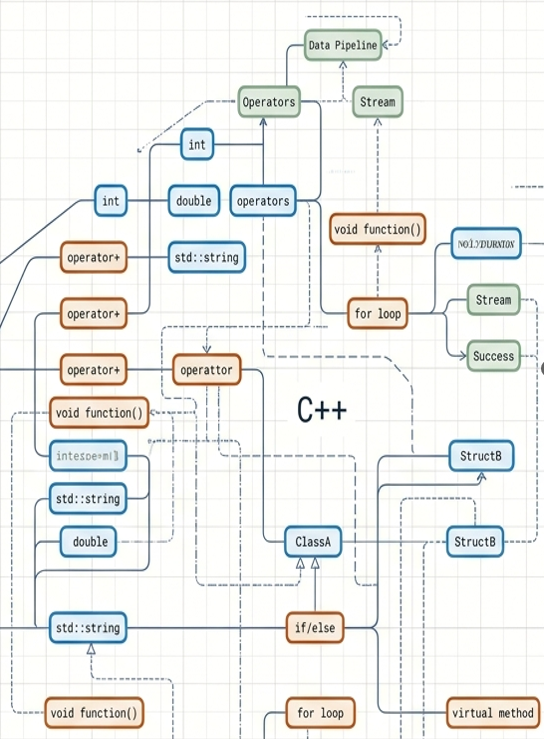 Data Pipeline
Operators
Stream
int
int
double
operators
void function()
operator+
std::string
operator+
for loop
Stream
Success
operator+
operattor
void function()
C++
StructB
std::string
double
ClassA
StructB
std::string
if/else
void function()
for loop
virtual method